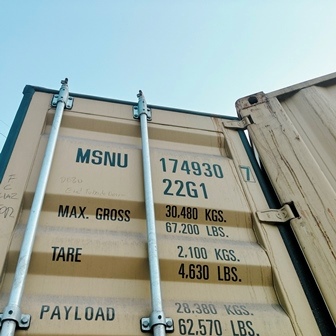 MSNU 174930 7
22G1
MAX. GROSS 30.480 KGS.
67.200 LBS.
TARE 2.100 KGS.
4,630 LBS.
PAYLOAD 28.380 KGS.
62,570 LBS.